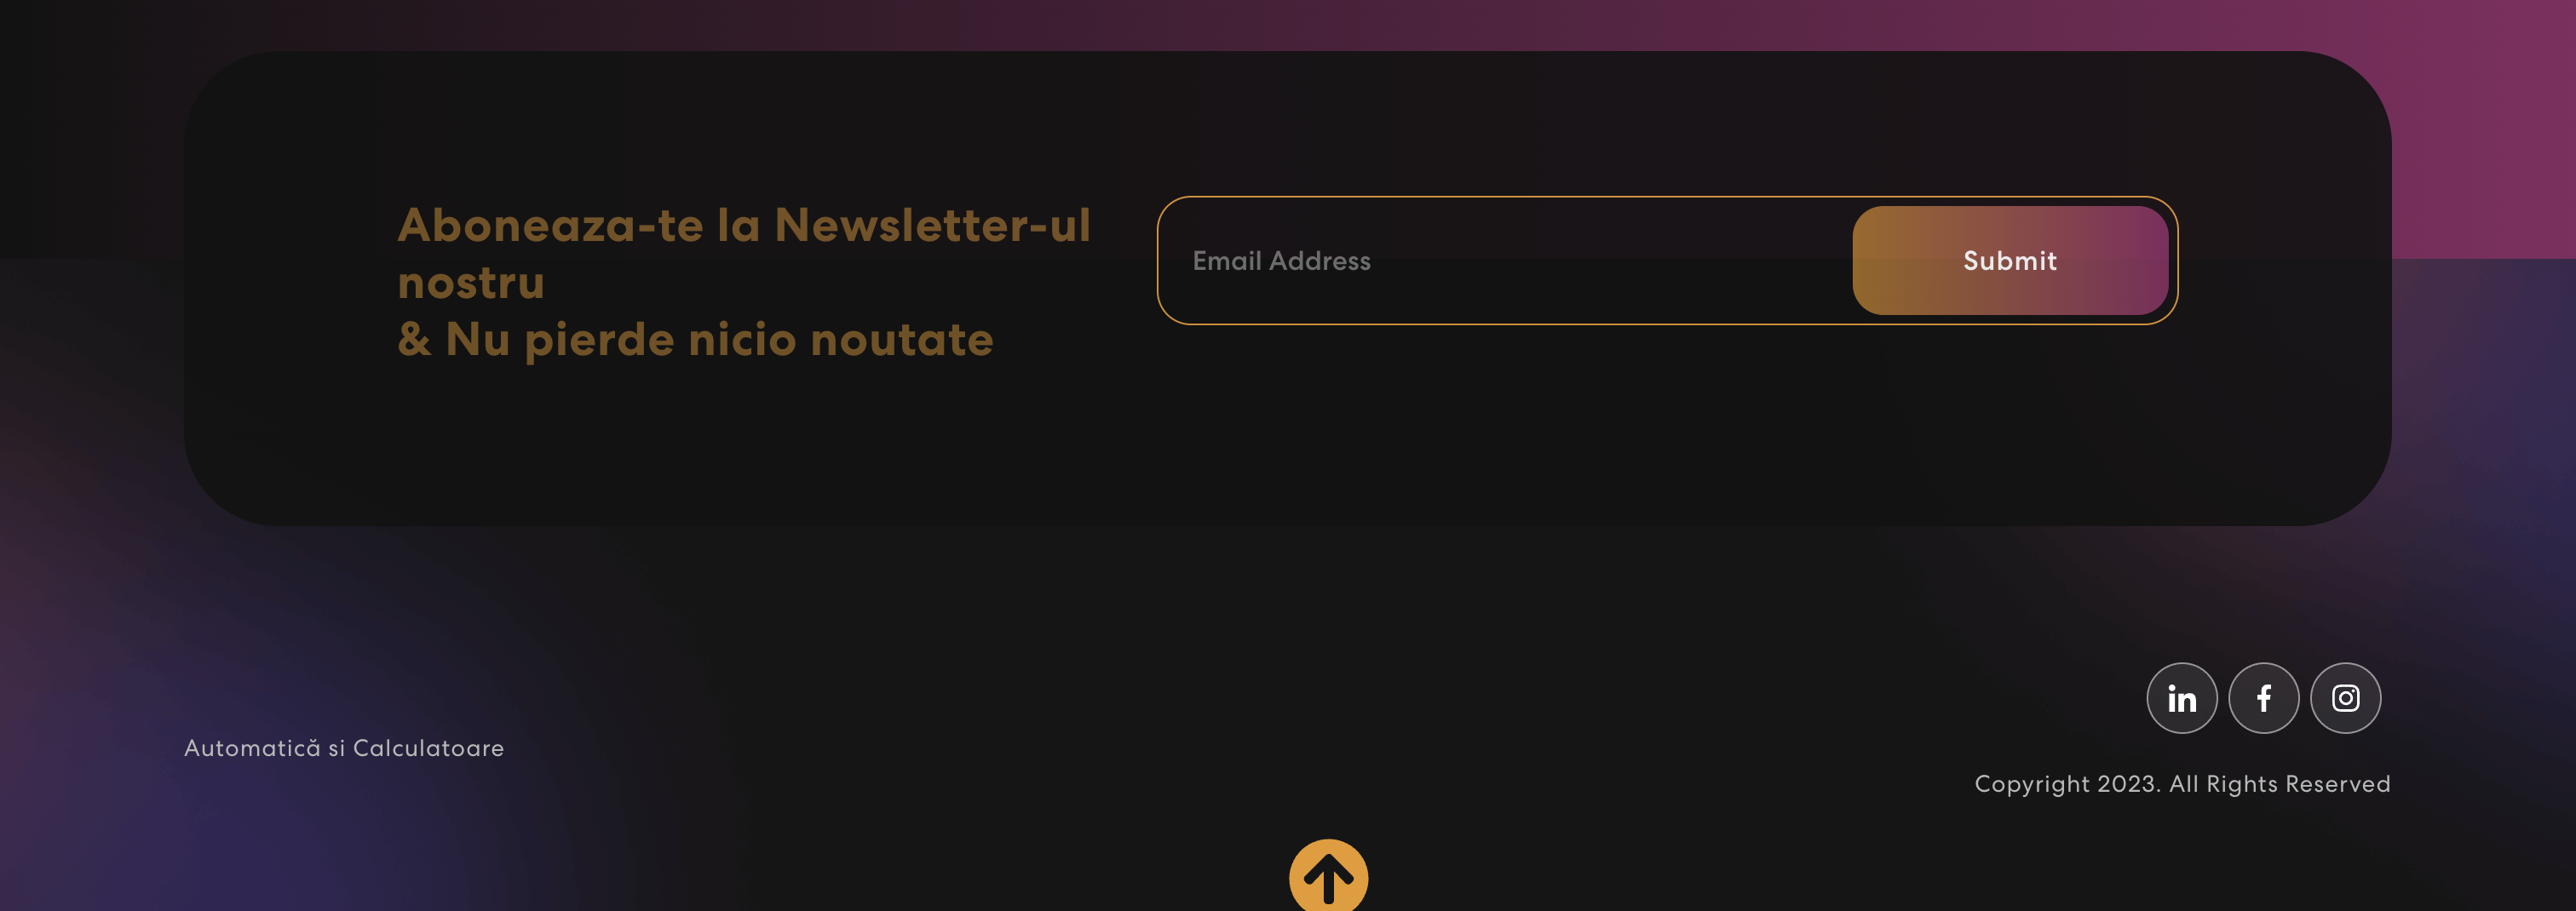 Aboneaza-te la Newsletter-ul
nostru
& Nu pierde nicio noutate
Email Address
Submit
Automatică si Calculatoare
Copyright 2023. All Rights Reserved